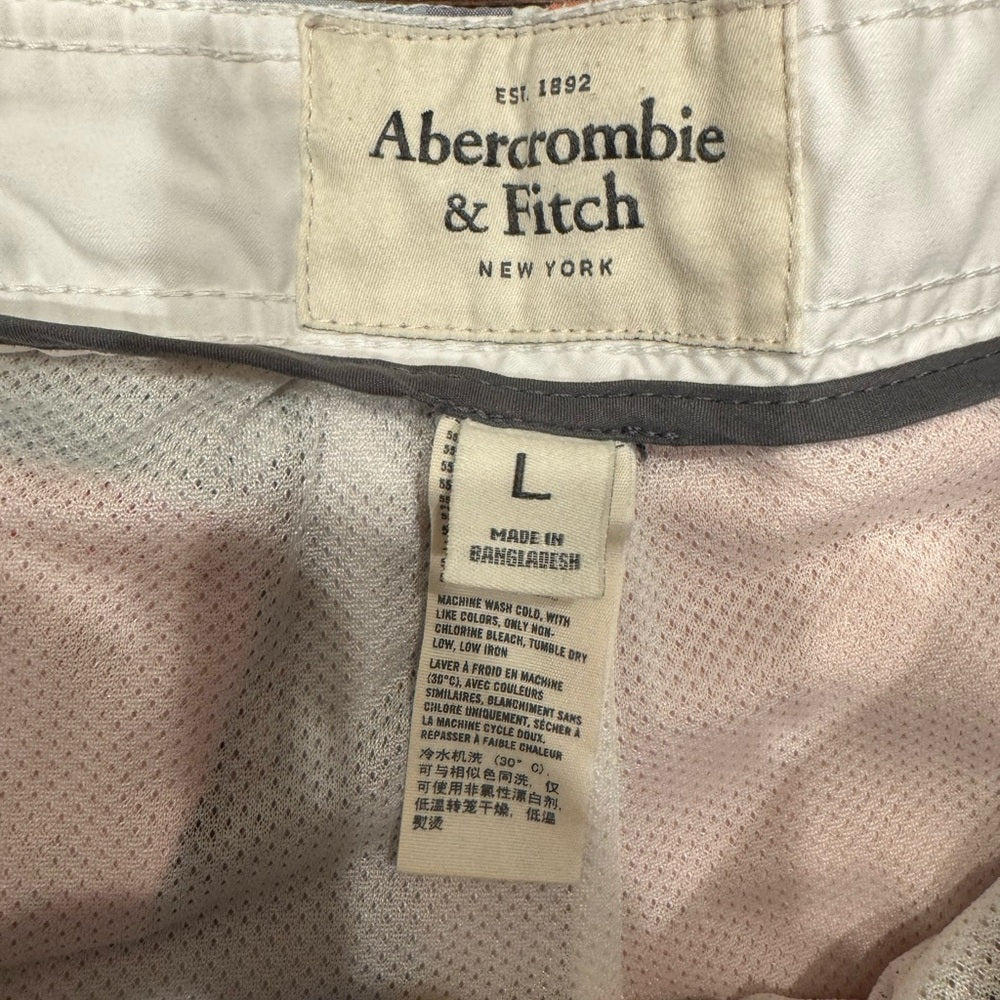 EST. 1892
Abercrombie
& Fitch
NEW YORK
L
MADE IN
BANGLADESH
MACHINE WASH COLD, WITH
LIKE COLORS, ONLY NON-
CHLORINE BLEACH, TUMBLE DRY
LOW, LOW IRON
LAVER À FROID EN MACHINE
(30°C), AVEC COULEURS
SIMILAIRES, BLANCHIMENT SANS
CHLORE UNIQUEMENT, SÉCHER À
LA MACHINE CYCLE DOUX.
REPASSER À FAIBLE CHALEUR
冷水机洗 (30° C),
可与相似色同洗, 仅
可使用非氯性漂白剂,
低温转笼干燥, 低温
熨烫